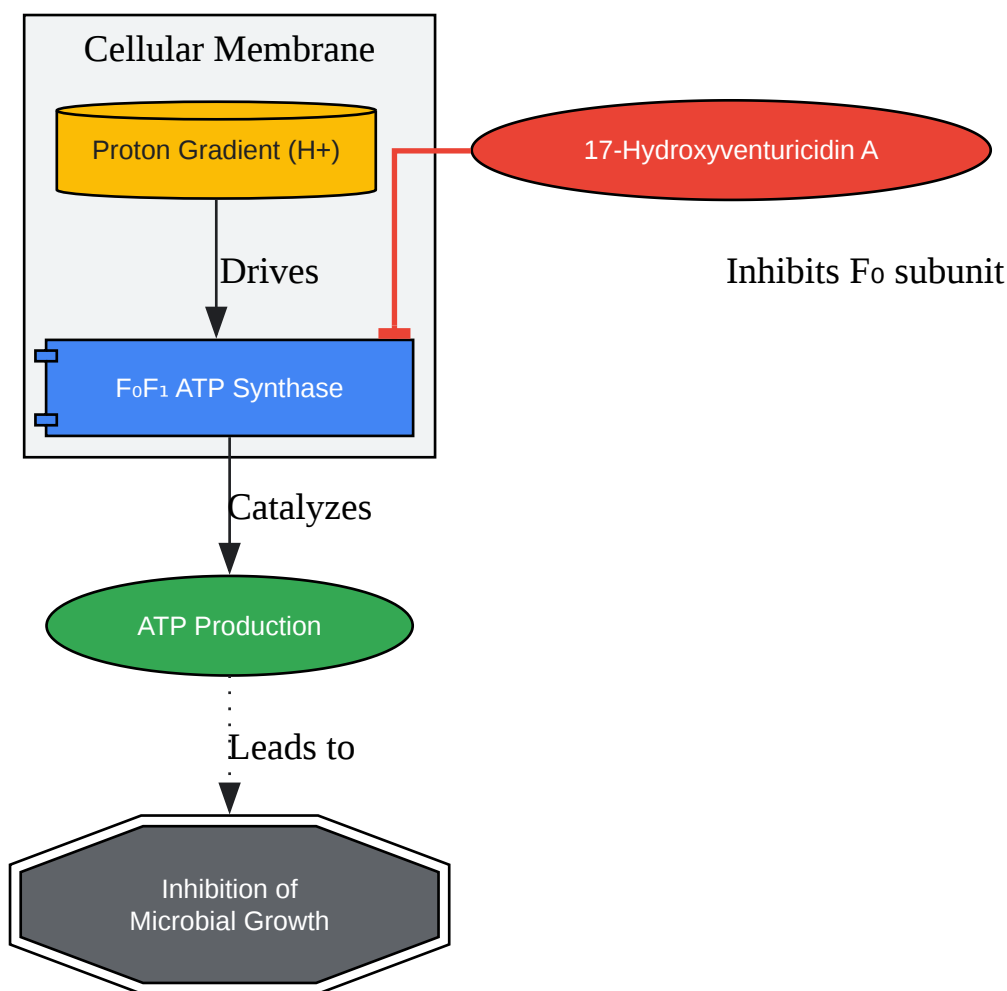 Cellular Membrane
Proton Gradient (H+)
17-Hydroxyventuricidin A
Drives
Inhibits F₀ subunit
F₀F₁ ATP Synthase
Catalyzes
ATP Production
Leads to
Inhibition of
Microbial Growth